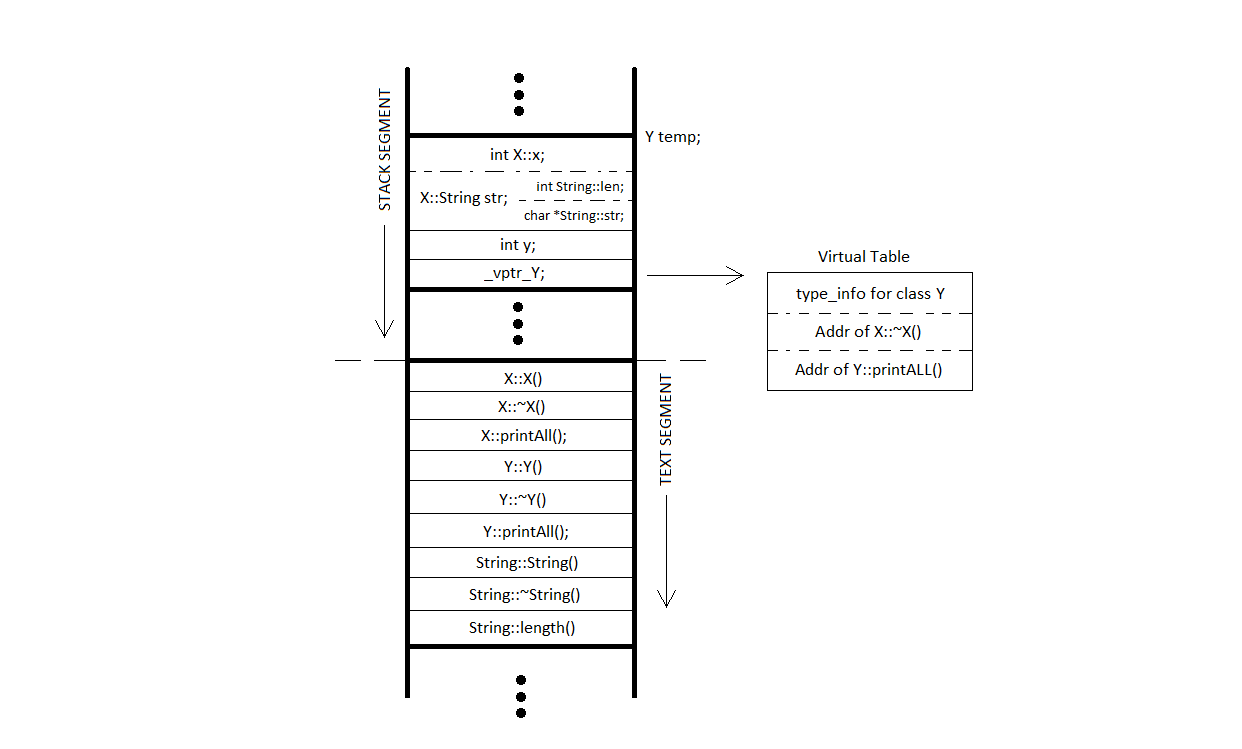 STACK SEGMENT
Y temp;
int X::x;
X::String str;
int String::len;
char *String::str;
int y;
_vptr_Y;
Virtual Table
type_info for class Y
Addr of X::~X()
Addr of Y::printALL()
TEXT SEGMENT
X::X()
X::~X()
X::printAll();
Y::Y()
Y::~Y()
Y::printAll();
String::String()
String::~String()
String::length()